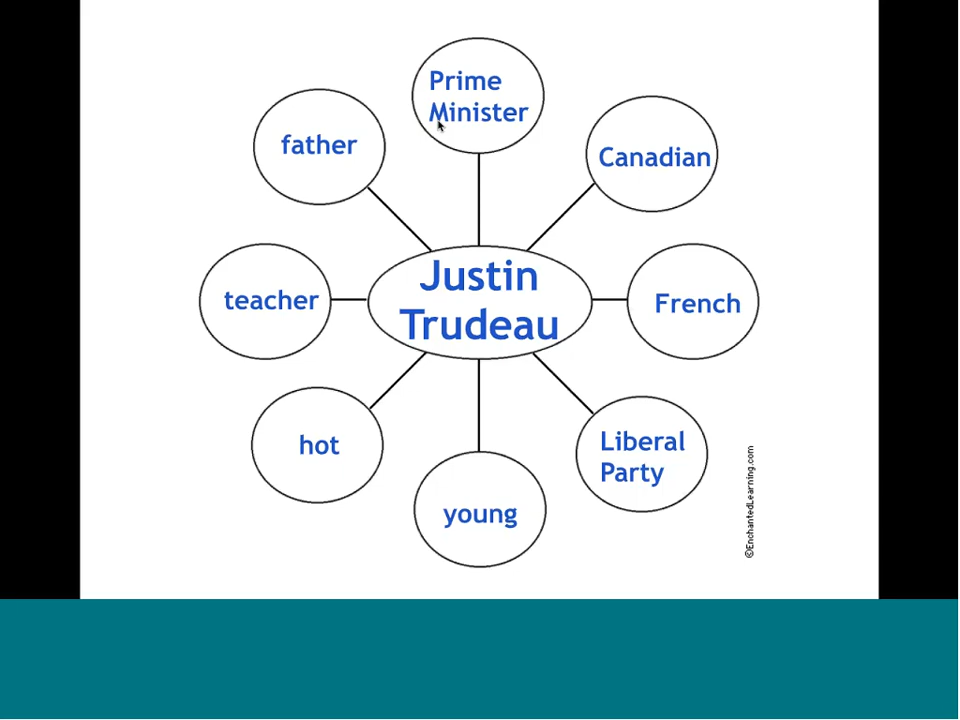 Prime
Minister
father
Canadian
Justin
Trudeau
teacher
French
hot
Liberal
Party
young
©EnchantedLearning.com